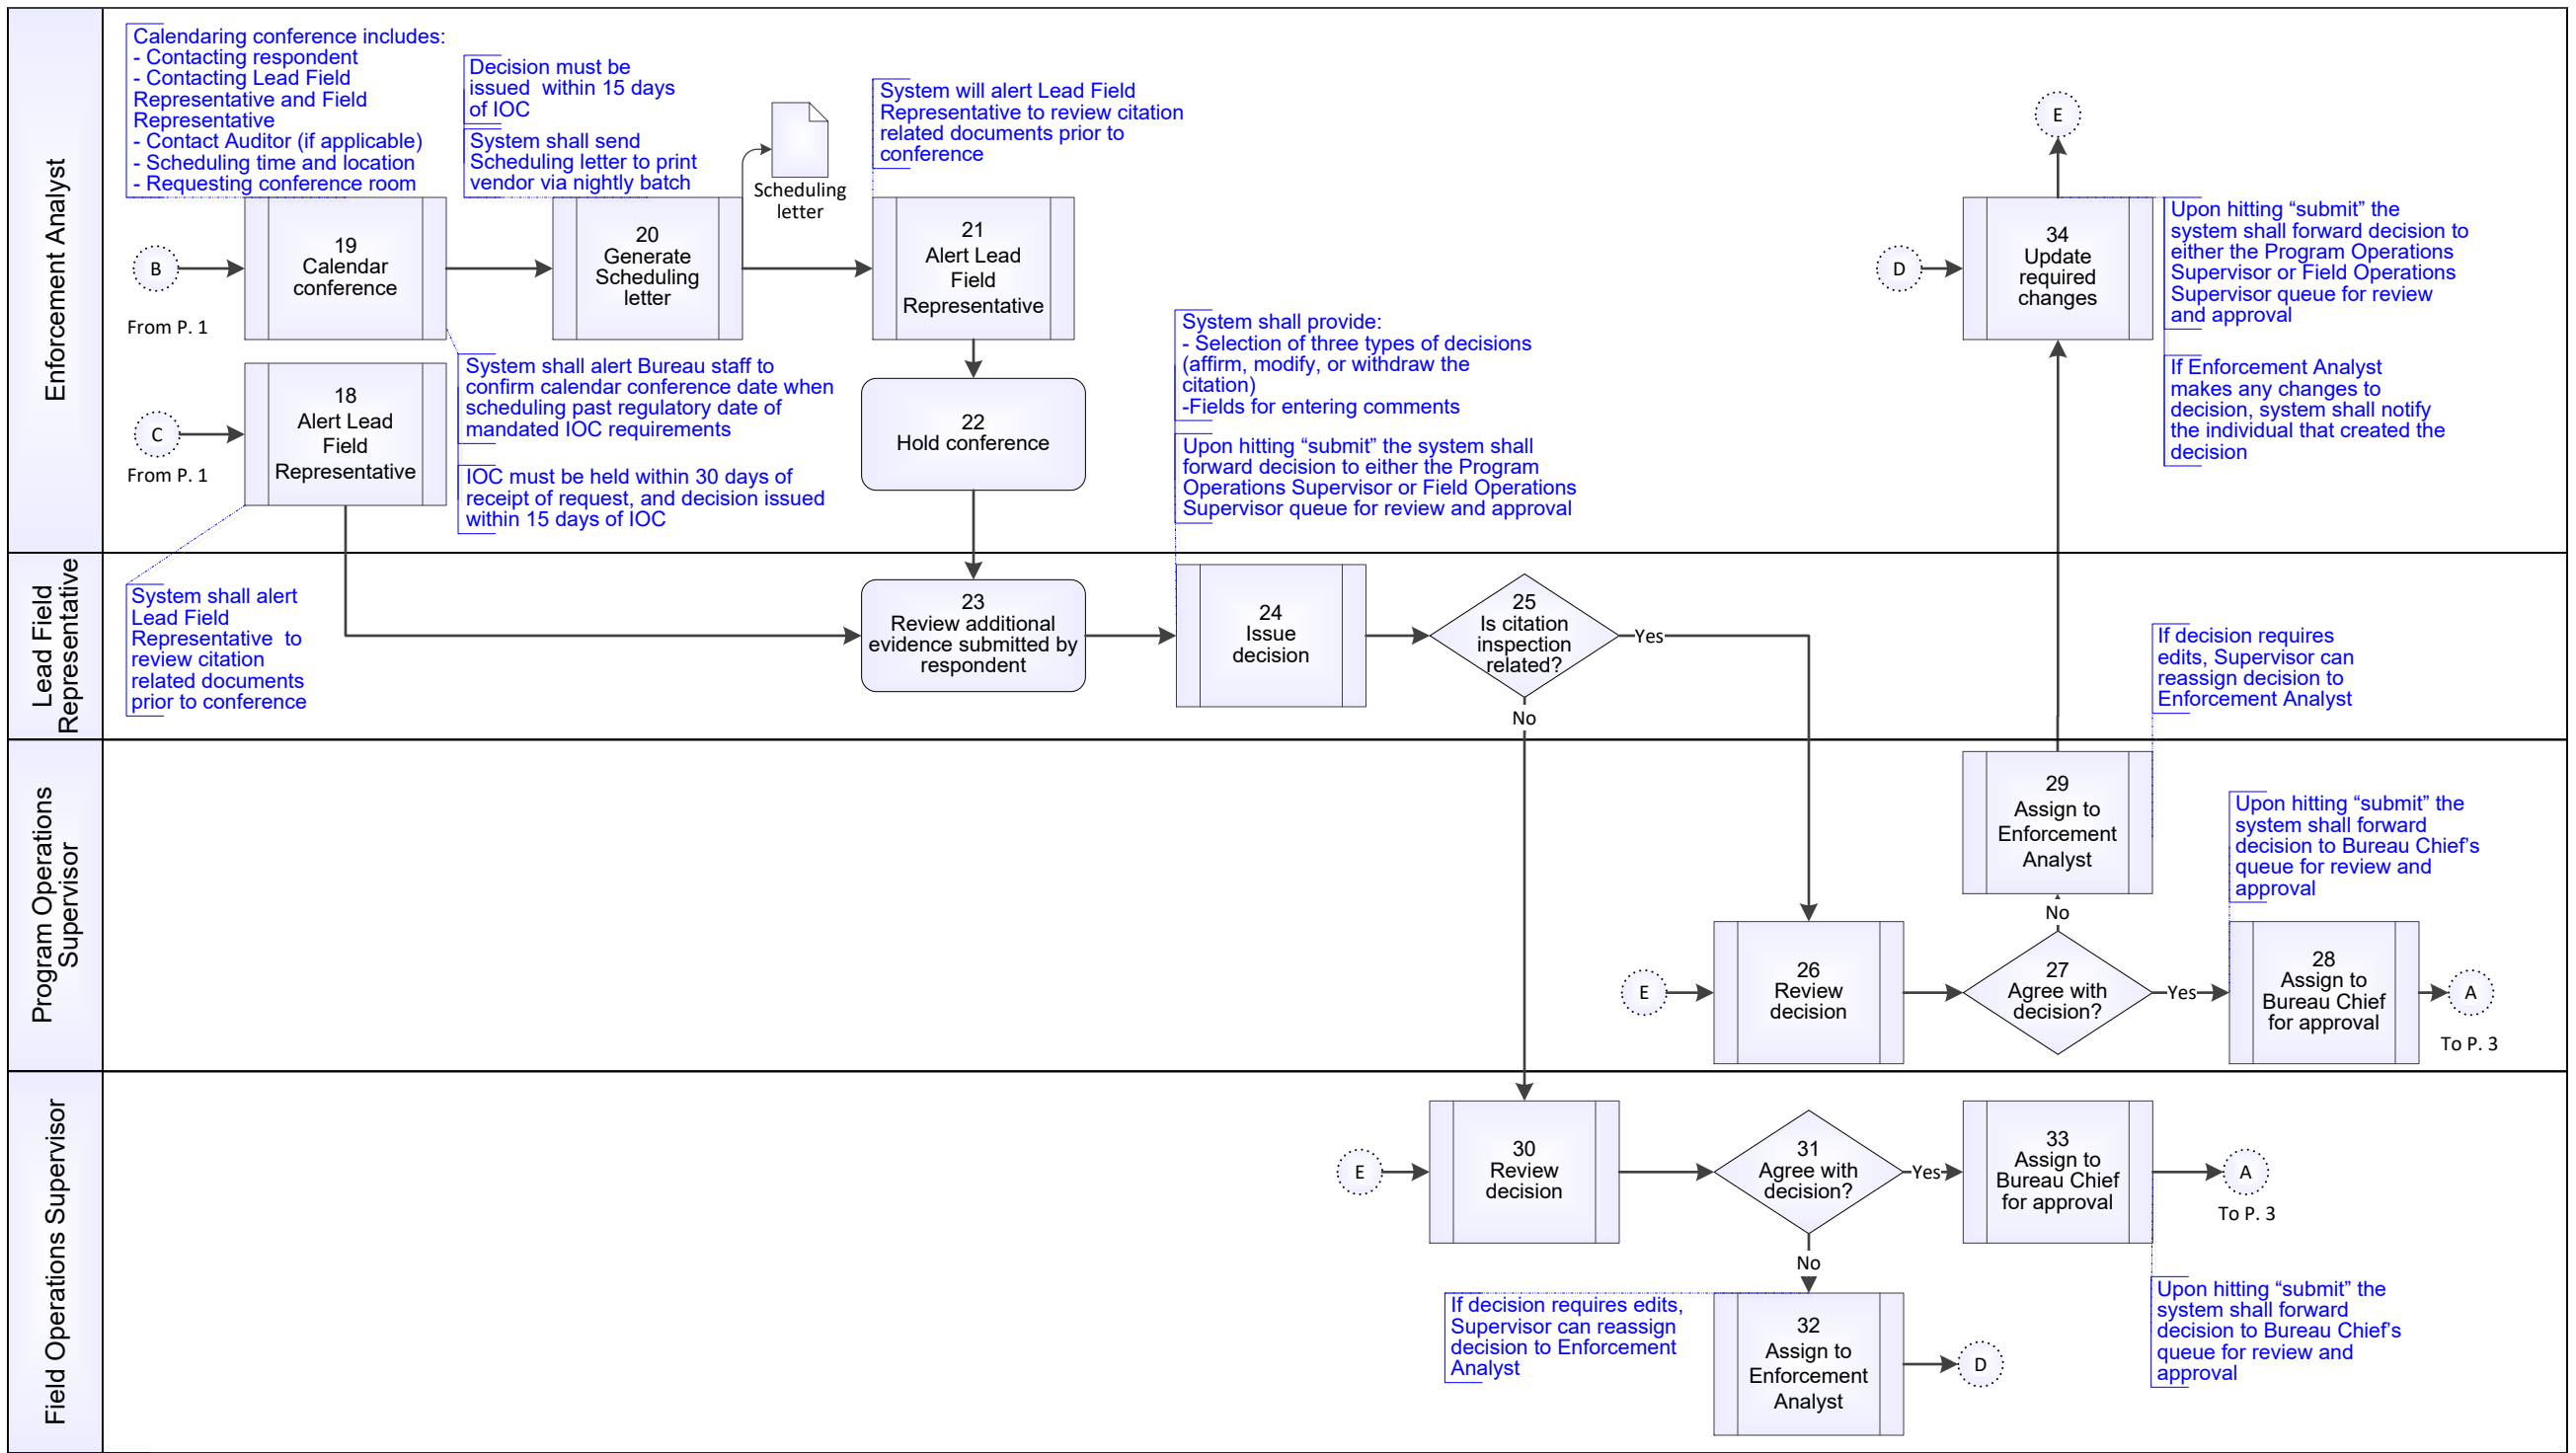 Enforcement Analyst
Calendaring conference includes:
- Contacting respondent
- Contacting Lead Field
Representative and Field
Representative
- Contact Auditor (if applicable)
- Scheduling time and location
- Requesting conference room
Decision must be
issued within 15 days
of IOC
System shall send
Scheduling letter to print
vendor via nightly batch
Scheduling
letter
System will alert Lead Field
Representative to review citation
related documents prior to
conference
B
From P. 1
19
Calendar
conference
20
Generate
Scheduling
letter
21
Alert Lead
Field
Representative
C
From P. 1
18
Alert Lead
Field
Representative
System shall alert Bureau staff to
confirm calendar conference date when
scheduling past regulatory date of
mandated IOC requirements
IOC must be held within 30 days of
receipt of request, and decision issued
within 15 days of IOC
22
Hold conference
System shall provide:
- Selection of three types of decisions
(affirm, modify, or withdraw the
citation)
-Fields for entering comments
Upon hitting “submit” the system shall
forward decision to either the Program
Operations Supervisor or Field Operations
Supervisor queue for review and approval
E
D
34
Update
required
changes
Upon hitting “submit” the
system shall forward decision to
either the Program Operations
Supervisor or Field Operations
Supervisor queue for review
and approval
If Enforcement Analyst
makes any changes to
decision, system shall notify
the individual that created the
decision
Lead Field
Representative
System shall alert
Lead Field
Representative to
review citation
related documents
prior to conference
23
Review additional
evidence submitted by
respondent
24
Issue
decision
25
Is citation
inspection
related?
Yes
No
If decision requires
edits, Supervisor can
reassign decision to
Enforcement Analyst
Program Operations
Supervisor
29
Assign to
Enforcement
Analyst
No
Upon hitting “submit” the
system shall forward
decision to Bureau Chief’s
queue for review and
approval
E
26
Review
decision
27
Agree with
decision?
Yes
28
Assign to
Bureau Chief
for approval
A
To P. 3
Field Operations Supervisor
E
30
Review
decision
31
Agree with
decision?
Yes
33
Assign to
Bureau Chief
for approval
A
To P. 3
No
If decision requires edits,
Supervisor can reassign
decision to Enforcement
Analyst
32
Assign to
Enforcement
Analyst
D
Upon hitting “submit” the
system shall forward
decision to Bureau Chief’s
queue for review and
approval